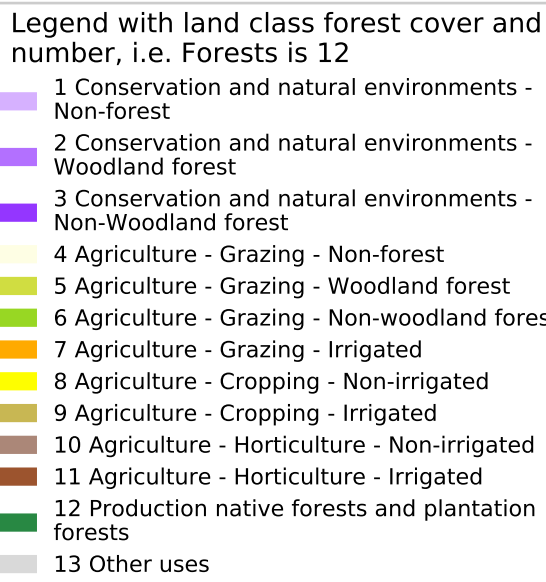 Legend with land class forest cover and
number, i.e. Forests is 12
1 Conservation and natural environments -
Non-forest
2 Conservation and natural environments -
Woodland forest
3 Conservation and natural environments -
Non-Woodland forest
4 Agriculture - Grazing - Non-forest
5 Agriculture - Grazing - Woodland forest
6 Agriculture - Grazing - Non-woodland fores
7 Agriculture - Grazing - Irrigated
8 Agriculture - Cropping - Non-irrigated
9 Agriculture - Cropping - Irrigated
10 Agriculture - Horticulture - Non-irrigated
11 Agriculture - Horticulture - Irrigated
12 Production native forests and plantation
forests
13 Other uses